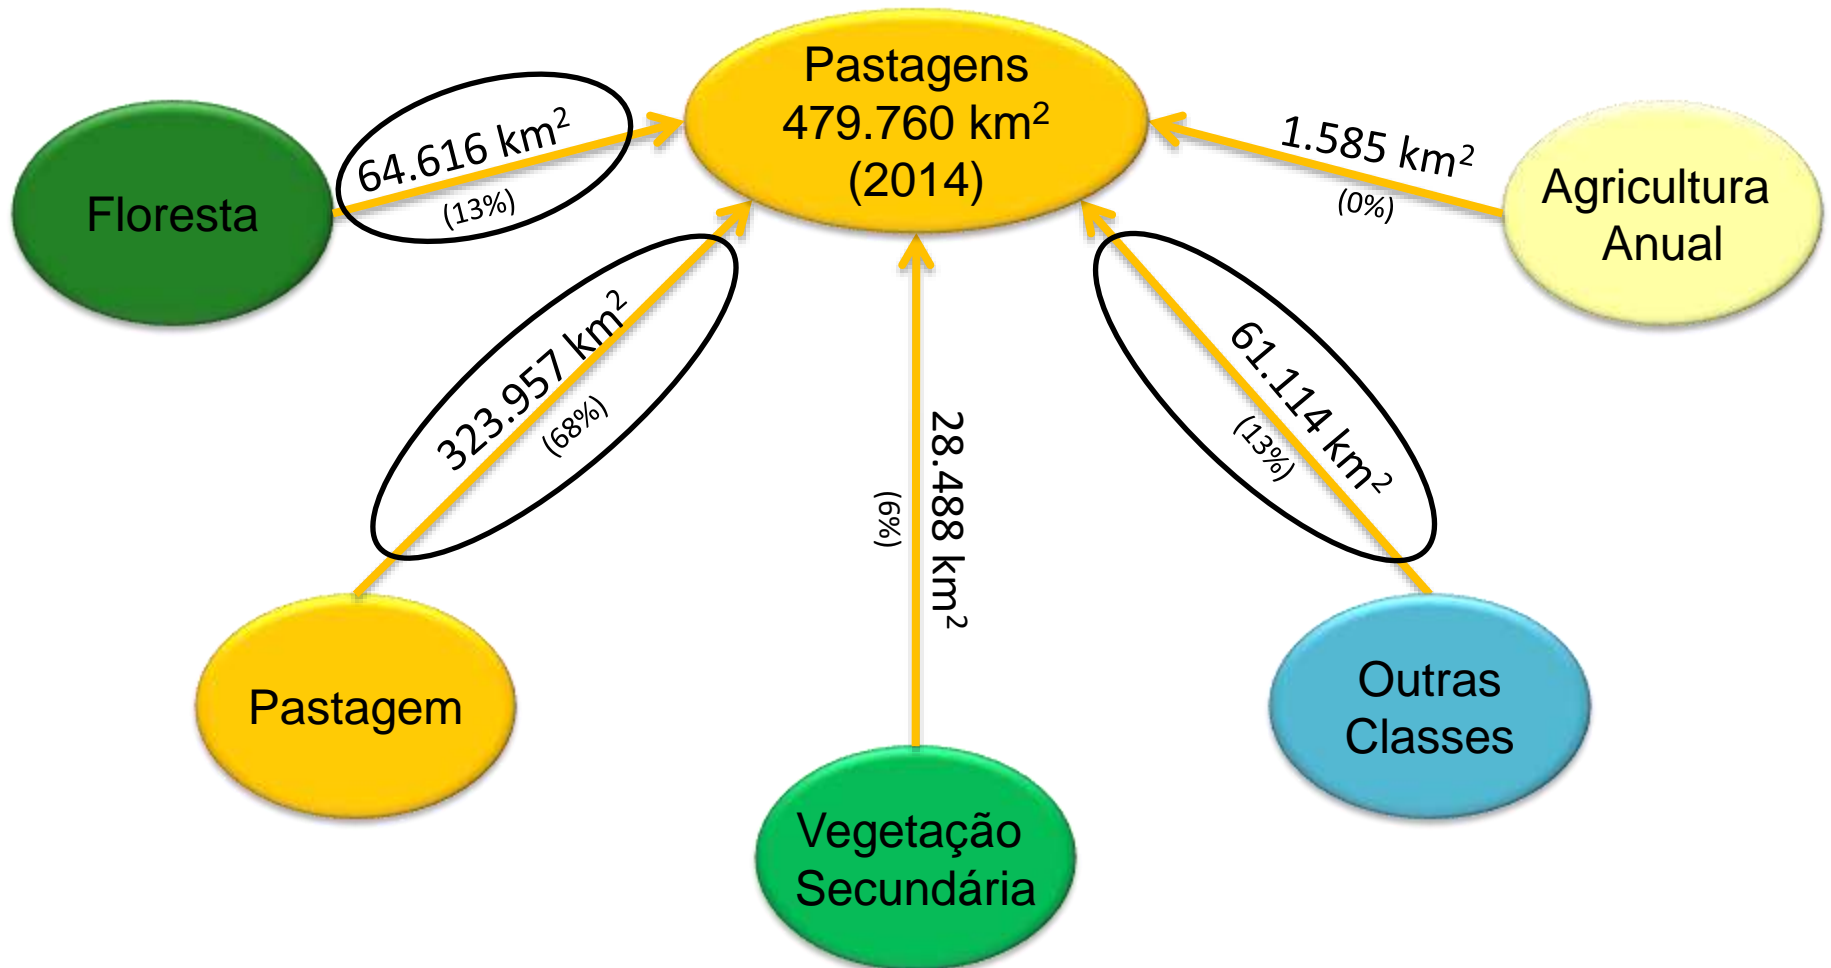 Pastagens
479.760 km²
(2014)
64.616 km²
(13%)
Floresta
1.585 km²
(0%)
Agricultura
Anual
323.957 km²
(68%)
28.488 km²
(6%)
61.114 km²
(13%)
Pastagem
Outras
Classes
Vegetação
Secundária